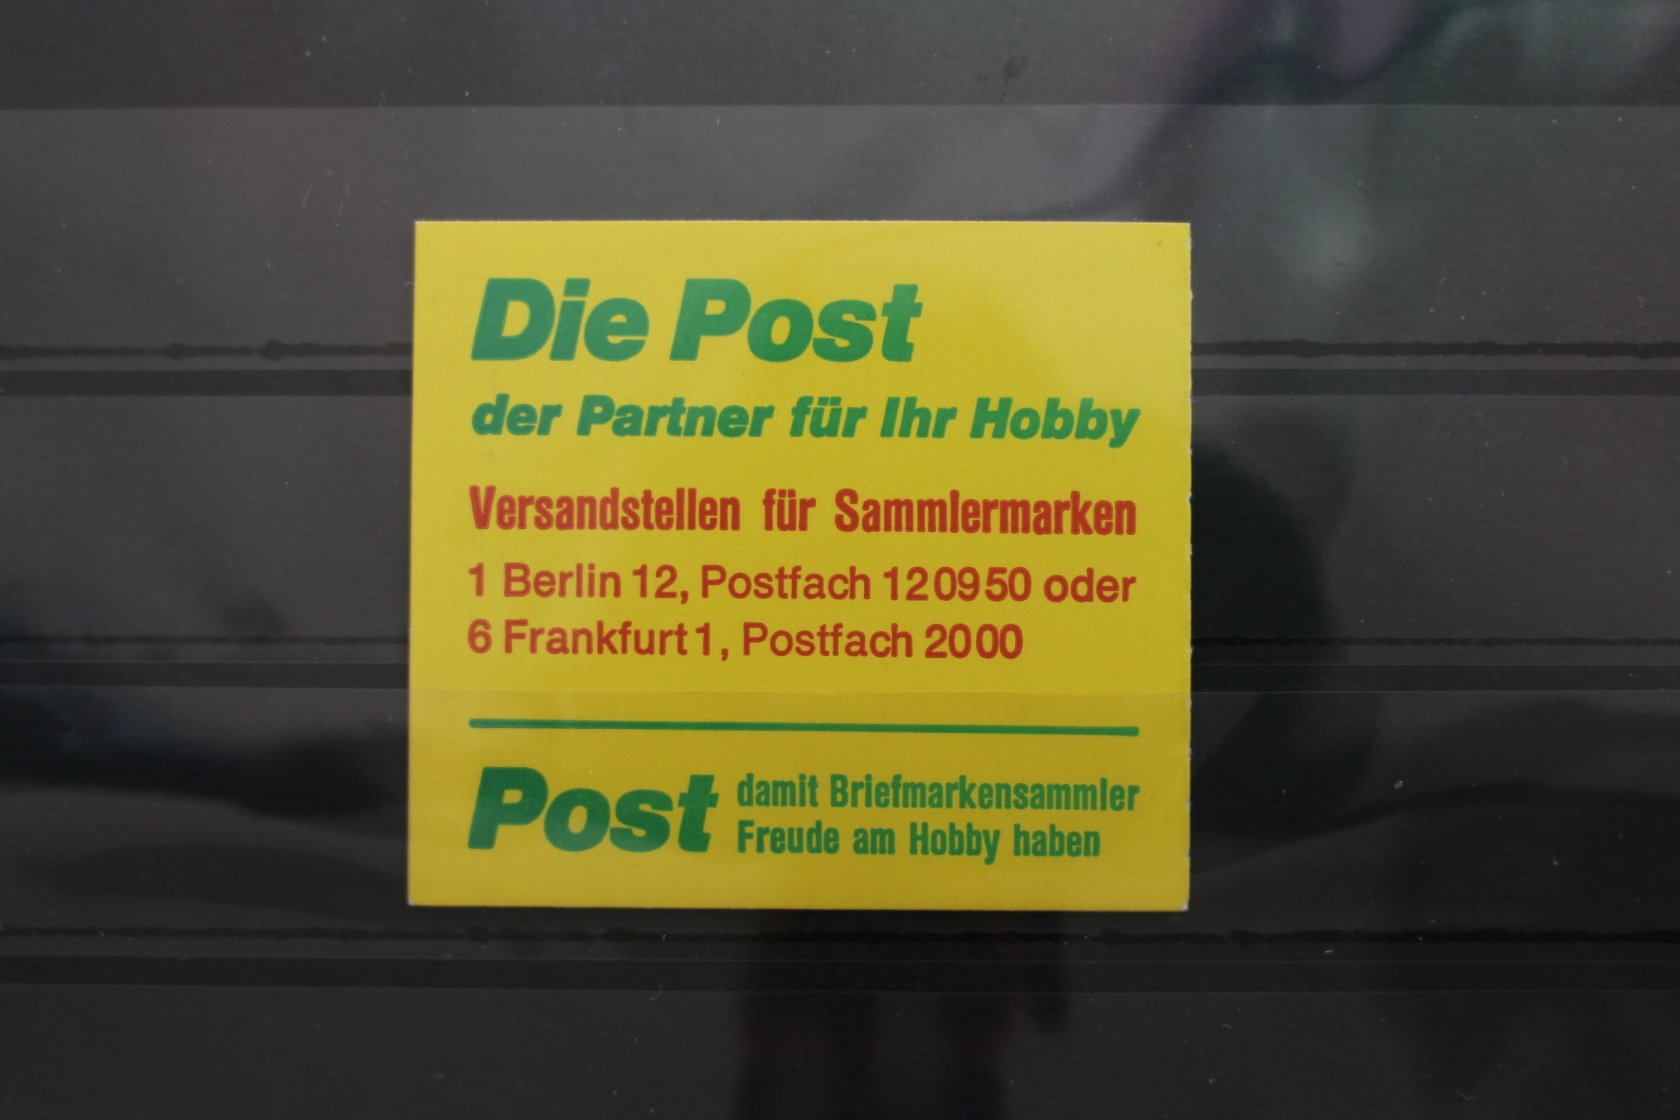 Die Post
der Partner für Ihr Hobby
Versandstellen für Sammlermarken
1 Berlin 12, Postfach 120950 oder
6 Frankfurt 1, Postfach 2000
Post damit Briefmarkensammler
Freude am Hobby haben